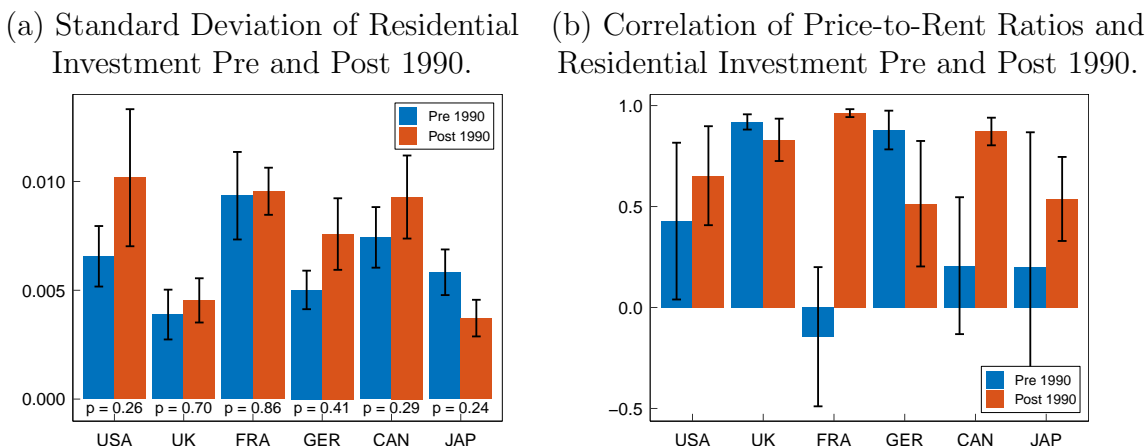 (a) Standard Deviation of Residential
Investment Pre and Post 1990.
Pre 1990
Post 1990
0.010
0.005
0.000
p = 0.26 p = 0.70 p = 0.86 p = 0.41 p = 0.29 p = 0.24
USA UK FRA GER CAN JAP
(b) Correlation of Price-to-Rent Ratios and
Residential Investment Pre and Post 1990.
1.0
0.5
0.0
Pre 1990
Post 1990
−0.5
USA UK FRA GER CAN JAP